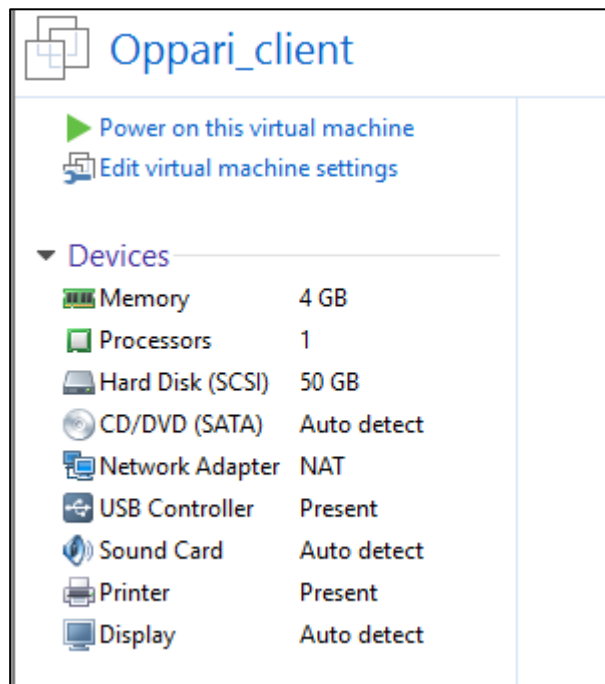 Oppari_client
Power on this virtual machine
Edit virtual machine settings
Devices
Memory 4 GB
Processors 1
Hard Disk (SCSI) 50 GB
CD/DVD (SATA) Auto detect
Network Adapter NAT
USB Controller Present
Sound Card Auto detect
Printer Present
Display Auto detect